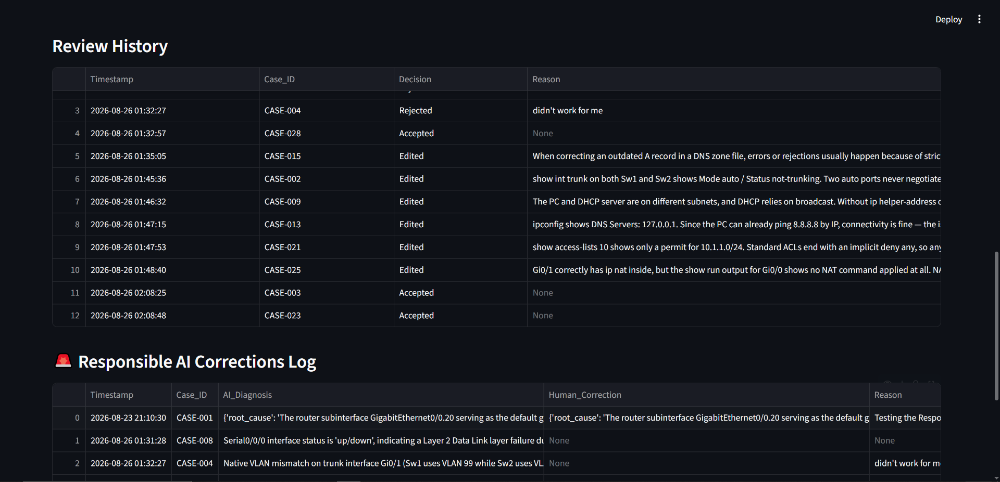 Deploy
Review History
Timestamp Case_ID Decision Reason
3 2026-08-26 01:32:27 CASE-004 Rejected didn't work for me
4 2026-08-26 01:32:57 CASE-028 Accepted None
5 2026-08-26 01:35:05 CASE-015 Edited When correcting an outdated A record in a DNS zone file, errors or rejections usually happen because of stric
6 2026-08-26 01:45:36 CASE-002 Edited show int trunk on both Sw1 and Sw2 shows Mode auto / Status not-trunking. Two auto ports never negotiate
7 2026-08-26 01:46:32 CASE-009 Edited The PC and DHCP server are on different subnets, and DHCP relies on broadcast. Without ip helper-address
8 2026-08-26 01:47:15 CASE-013 Edited ipconfig shows DNS Servers: 127.0.0.1. Since the PC can already ping 8.8.8.8 by IP, connectivity is fine — the i
9 2026-08-26 01:47:53 CASE-021 Edited show access-lists 10 shows only a permit for 10.1.1.0/24. Standard ACLs end with an implicit deny any, so any
10 2026-08-26 01:48:40 CASE-025 Edited Gi0/1 correctly has ip nat inside, but the show run output for Gi0/0 shows no NAT command applied at all. NA
11 2026-08-26 02:08:25 CASE-003 Accepted None
12 2026-08-26 02:08:48 CASE-023 Accepted None
Responsible AI Corrections Log
Timestamp Case_ID AI_Diagnosis Human_Correction Reason
0 2026-08-23 21:10:30 CASE-001 {'root_cause': 'The router subinterface GigabitEthernet0/0.20 serving as the default g {'root_cause': 'The router subinterface GigabitEthernet0/0.20 serving as the default g Testing the Respo
1 2026-08-26 01:31:28 CASE-008 Serial0/0/0 interface status is 'up/down', indicating a Layer 2 Data Link layer failure du None None
2 2026-08-26 01:32:27 CASE-004 Native VLAN mismatch on trunk interface Gi0/1 (Sw1 uses VLAN 99 while Sw2 uses VL None didn't work for m